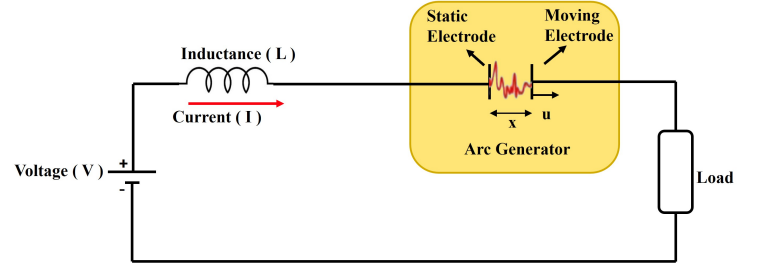 Static
Electrode
Moving
Electrode
Inductance ( L )
Current ( I )
x
u
Arc Generator
Voltage ( V )
+
-
Load